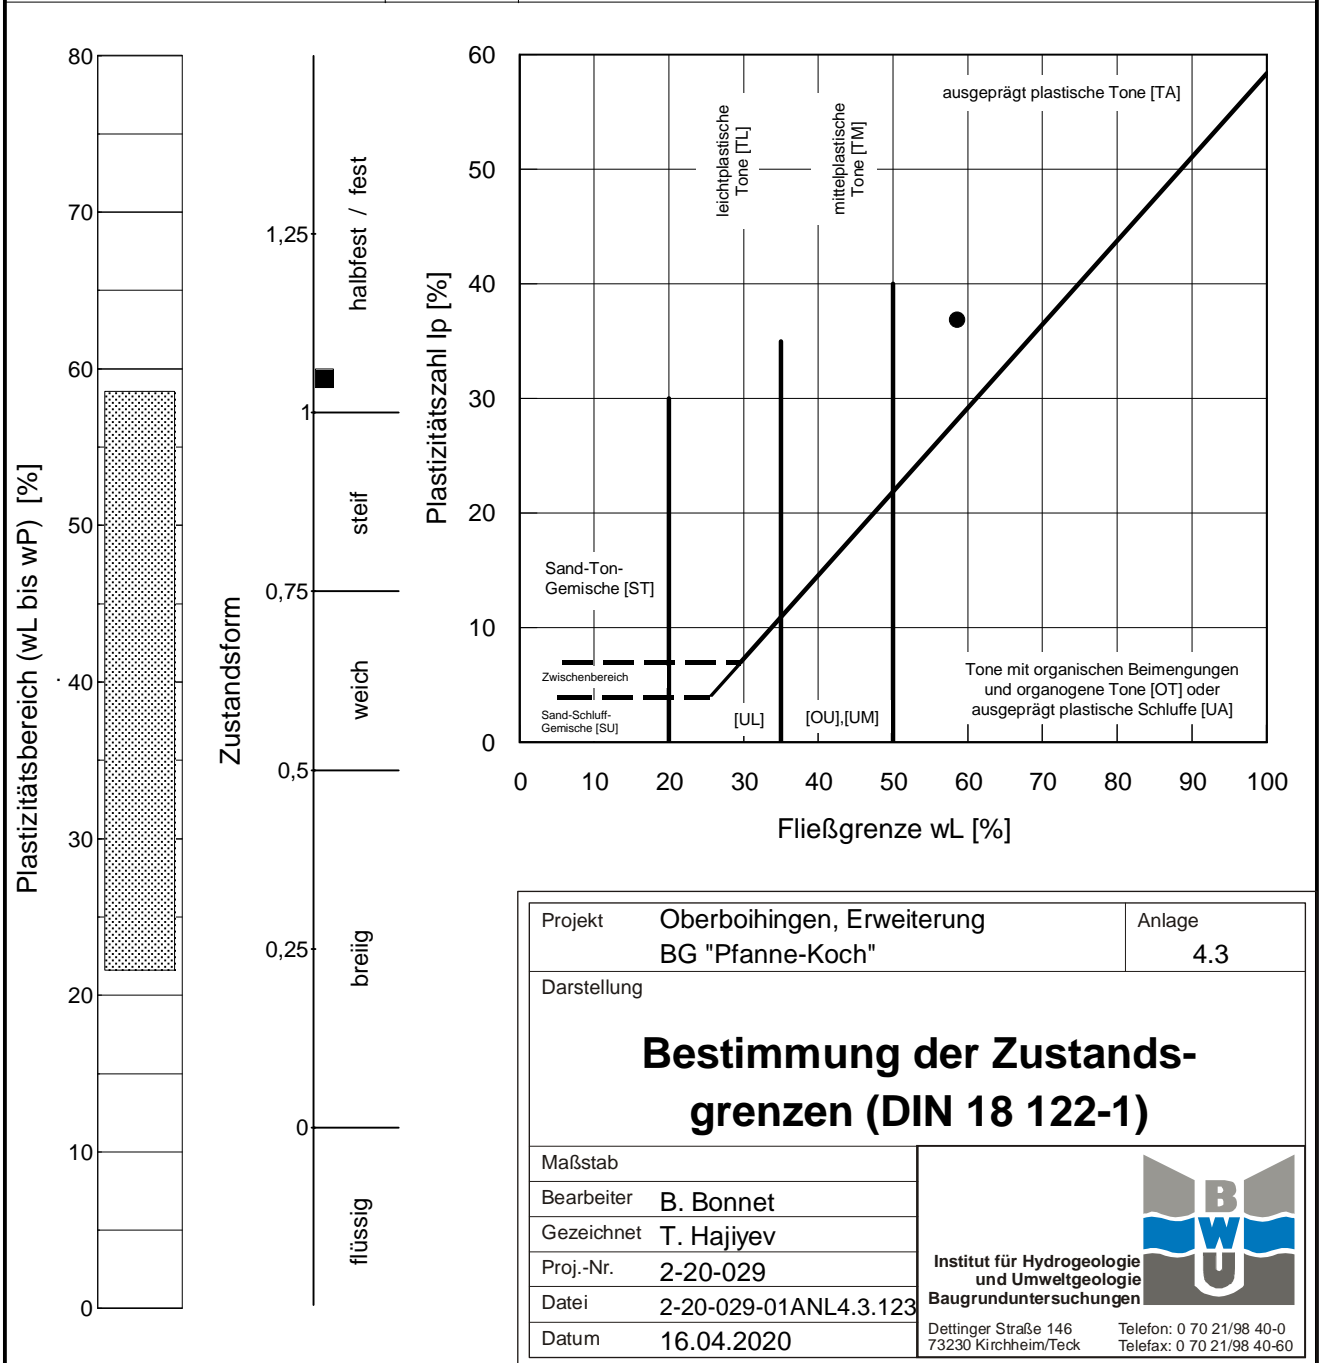 80
70
60
50
40
30
20
10
0
Plastizitätsbereich (wL bis wP) [%]
Zustandsform
1,25
1
0,75
0,5
0,25
0
halbfest / fest
steif
weich
breiig
flüssig
Plastizitätszahl Ip [%]
60
50
40
30
20
10
0
leichtplastische
Tone [TL]
mittelplastische
Tone [TM]
ausgeprägt plastische Tone [TA]
Sand-Ton-
Gemische [ST]
Zwischenbereich
Sand-Schluff-
Gemische [SU]
[UL]
[OU],[UM]
Tone mit organischen Beimengungen
und organogene Tone [OT] oder
ausgeprägt plastische Schluffe [UA]
0 10 20 30 40 50 60 70 80 90 100
Fließgrenze wL [%]
Projekt Oberboihingen, Erweiterung
BG "Pfanne-Koch"
Anlage
4.3
Darstellung
Bestimmung der Zustands-
grenzen (DIN 18 122-1)
Maßstab
Bearbeiter B. Bonnet
Gezeichnet T. Hajiyev
Proj.-Nr. 2-20-029
Datei 2-20-029-01ANL4.3.123
Datum 16.04.2020
B
W
U
Institut für Hydrogeologie
und Umweltgeologie
Baugrunduntersuchungen
Dettinger Straße 146 Telefon: 0 70 21/98 40-0
73230 Kirchheim/Teck Telefax: 0 70 21/98 40-60